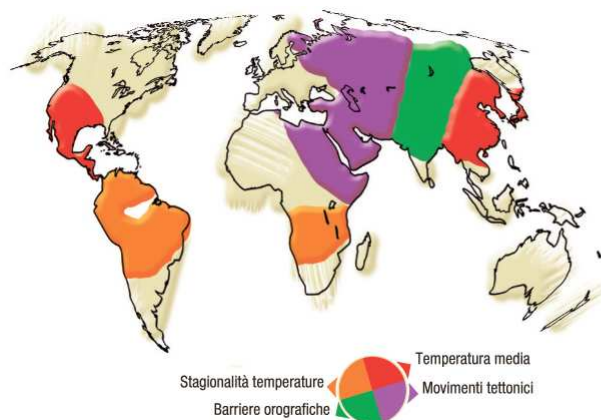 Temperatura media
Stagionalità temperature
Movimenti tettonici
Barriere orografiche